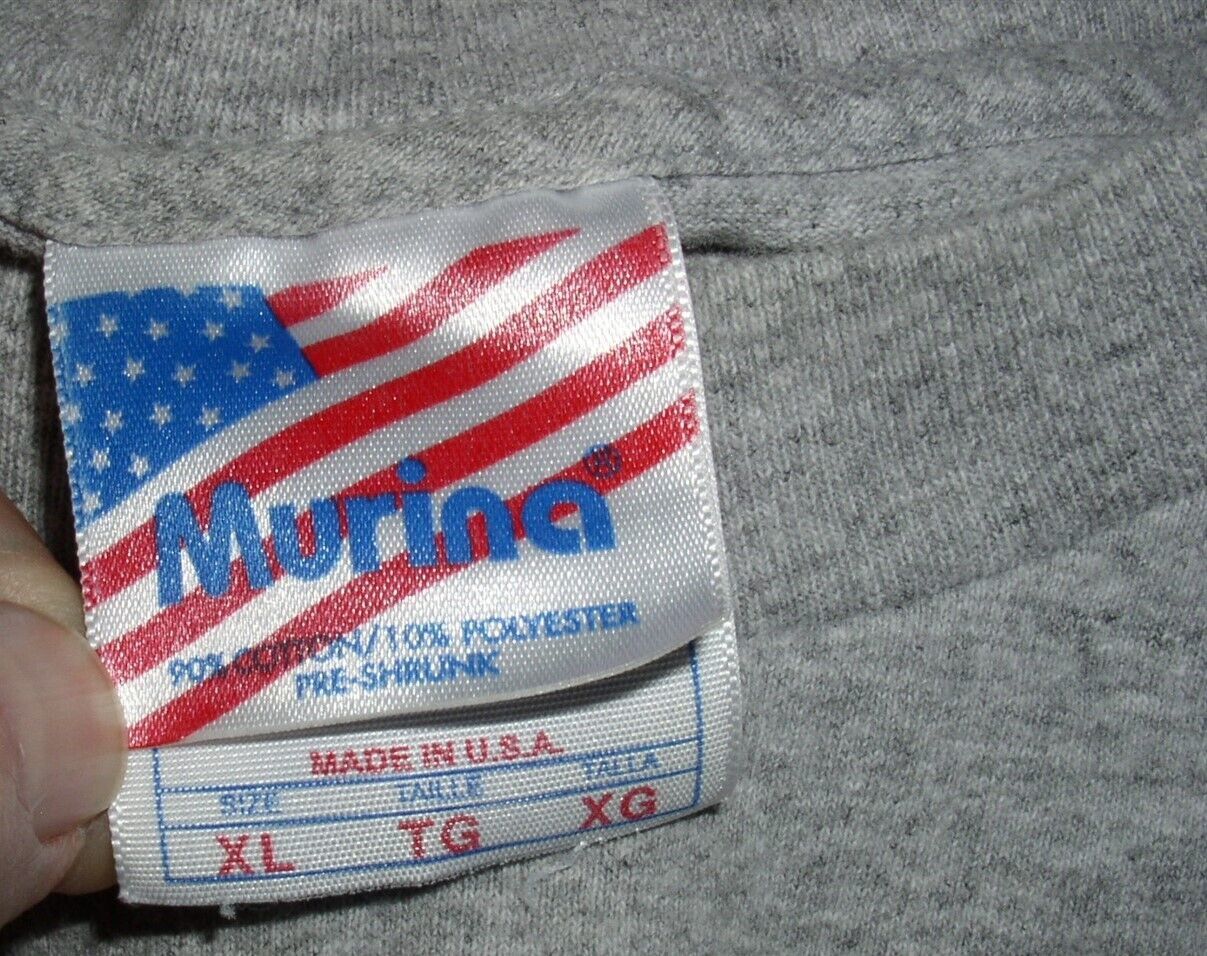 Murina®
90% COTTON/10% POLYESTER
PRE-SHRUNK
MADE IN U.S.A.
SIZE TAILLE TALLA
XL TG XG